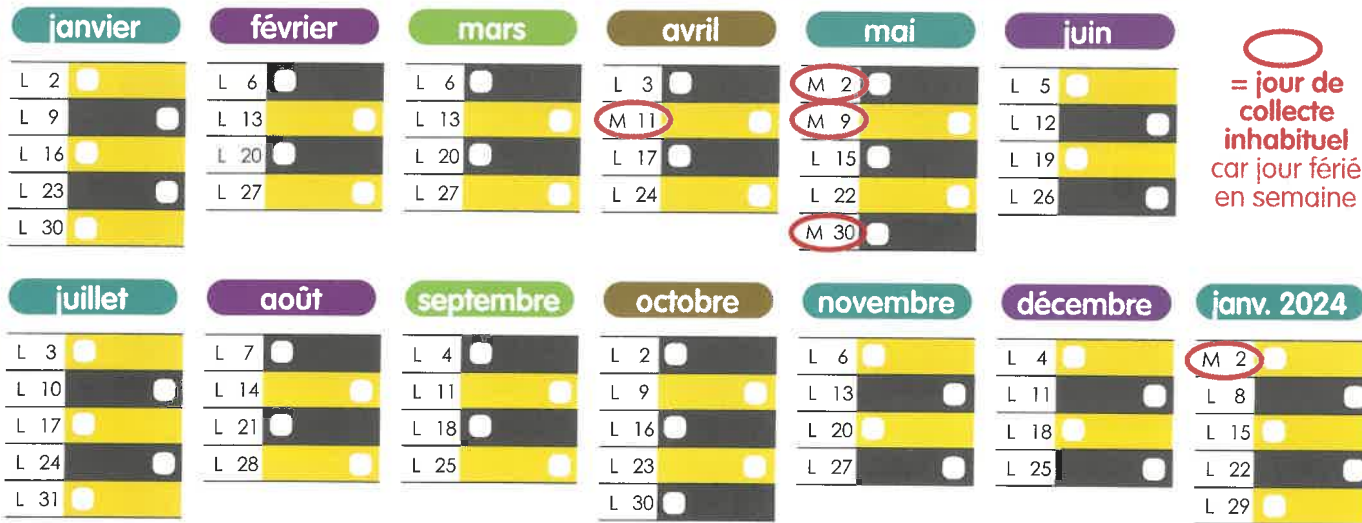 janvier
L 2
L 9
L 16
L 23
L 30
février
L 6
L 13
L 20
L 27
mars
L 6
L 13
L 20
L 27
avril
L 3
M 11
L 17
L 24
mai
M 2
M 9
L 15
L 22
M 30
juin
L 5
L 12
L 19
L 26
= jour de
collecte
inhabituel
car jour férié
en semaine
juillet
L 3
L 10
L 17
L 24
L 31
août
L 7
L 14
L 21
L 28
septembre
L 4
L 11
L 18
L 25
octobre
L 2
L 9
L 16
L 23
L 30
novembre
L 6
L 13
L 20
L 27
décembre
L 4
L 11
L 18
L 25
janv. 2024
M 2
L 8
L 15
L 22
L 29